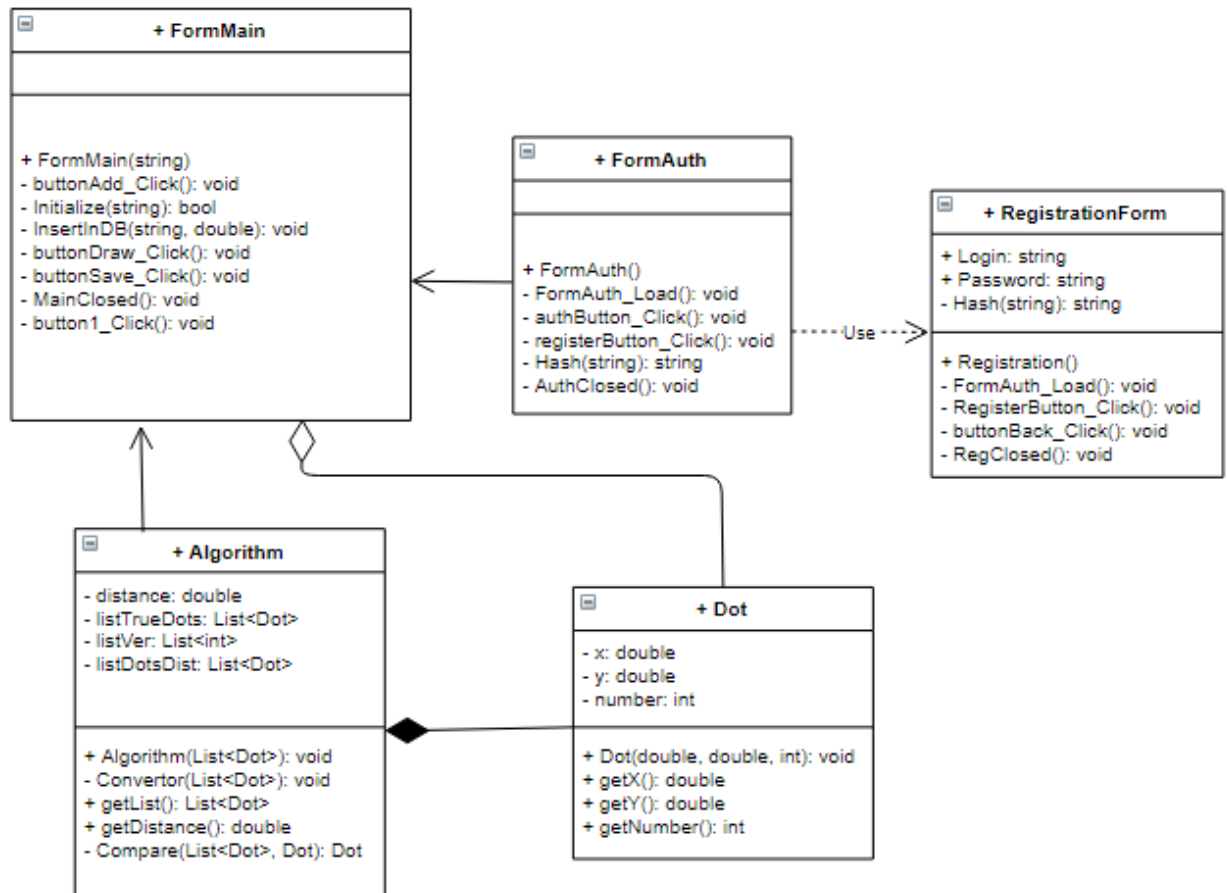 + FormMain
+ FormMain(string)
- buttonAdd_Click(): void
- Initialize(string): bool
- InsertInDB(string, double): void
- buttonDraw_Click(): void
- buttonSave_Click(): void
- MainClosed(): void
- button1_Click(): void
+ FormAuth
+ FormAuth()
- FormAuth_Load(): void
- authButton_Click(): void
- registerButton_Click(): void
- Hash(string): string
- AuthClosed(): void
Use
+ RegistrationForm
+ Login: string
+ Password: string
- Hash(string): string
+ Registration()
- FormAuth_Load(): void
- RegisterButton_Click(): void
- buttonBack_Click(): void
- RegClosed(): void
+ Algorithm
- distance: double
- listTrueDots: List<Dot>
- listVer: List<int>
- listDotsDist: List<Dot>
+ Algorithm(List<Dot>): void
- Convertor(List<Dot>): void
+ getList(): List<Dot>
+ getDistance(): double
- Compare(List<Dot>, Dot): Dot
+ Dot
- x: double
- y: double
- number: int
+ Dot(double, double, int): void
+ getX(): double
+ getY(): double
+ getNumber(): int